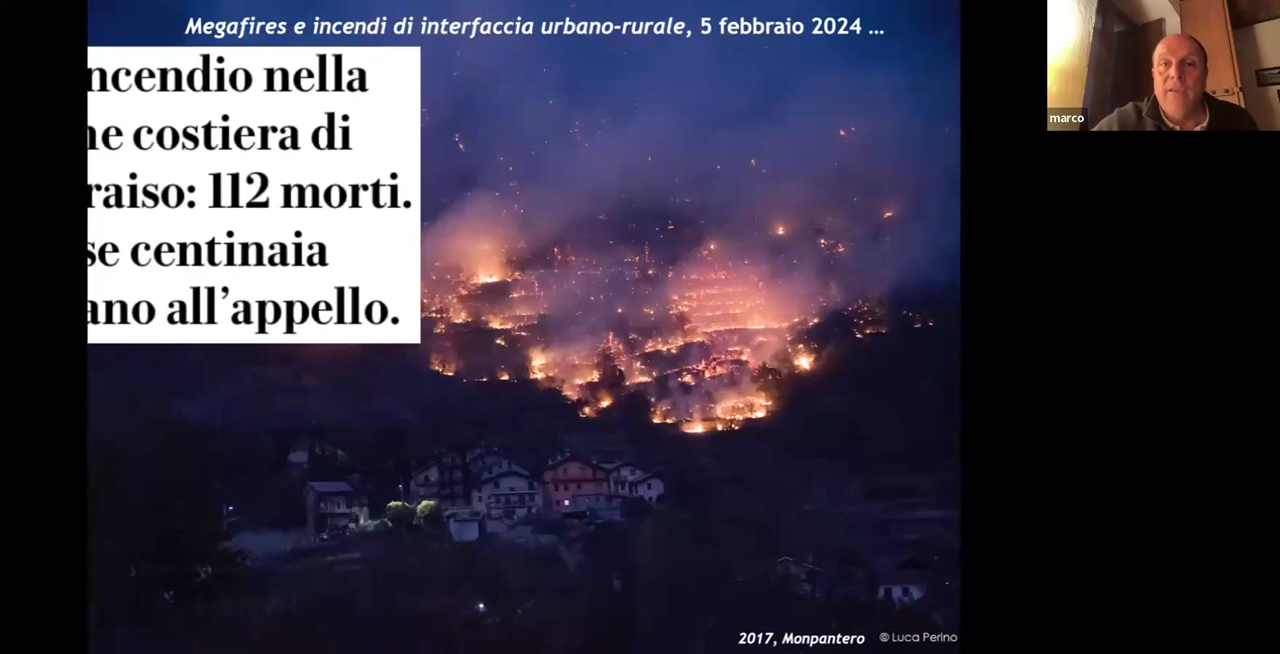 Megafires e incendi di interfaccia urbano-rurale, 5 febbraio 2024 ...
ncendio nella
ne costiera di
raiso: 112 morti.
se centinaia
ano all’appello.
marco
2017, Monpantero © Luca Perino